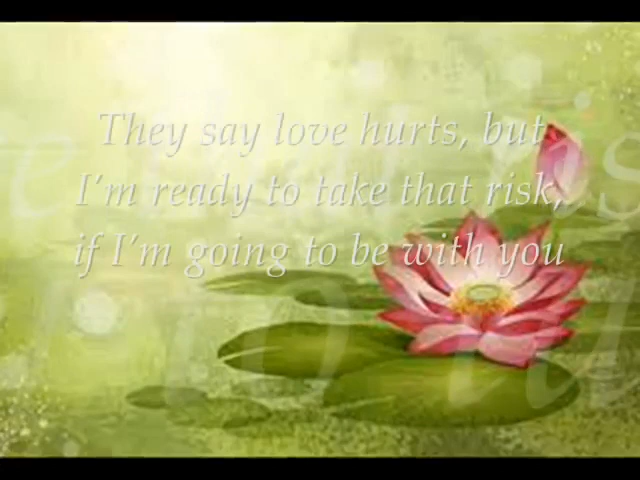 They say love hurts, but
I’m ready to take that risk,
if I’m going to be with you